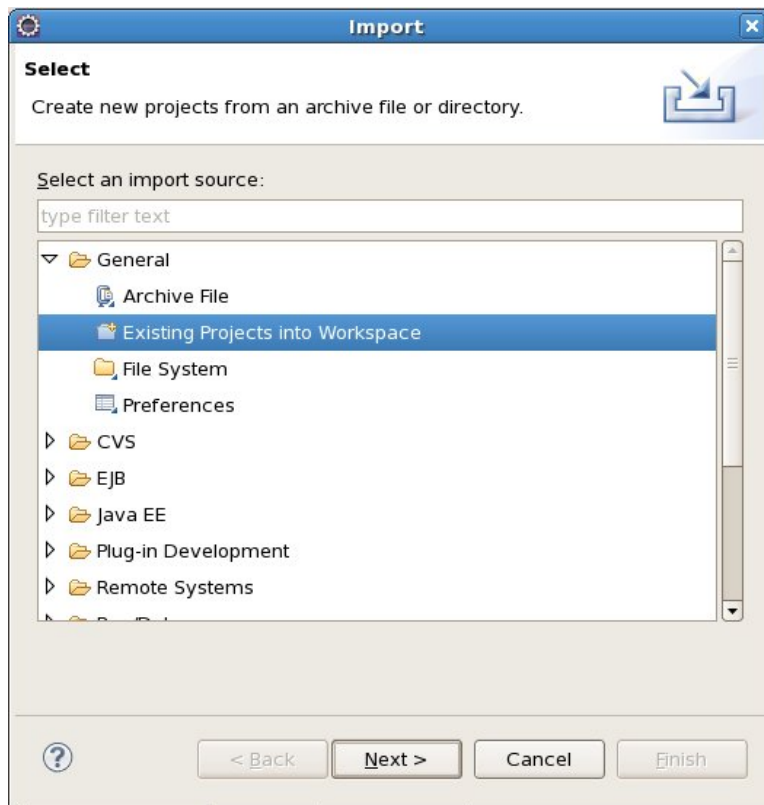 Import
Select
Create new projects from an archive file or directory.
Select an import source:
type filter text
General
Archive File
Existing Projects into Workspace
File System
Preferences
CVS
EJB
Java EE
Plug-in Development
Remote Systems
< Back Next > Cancel Finish